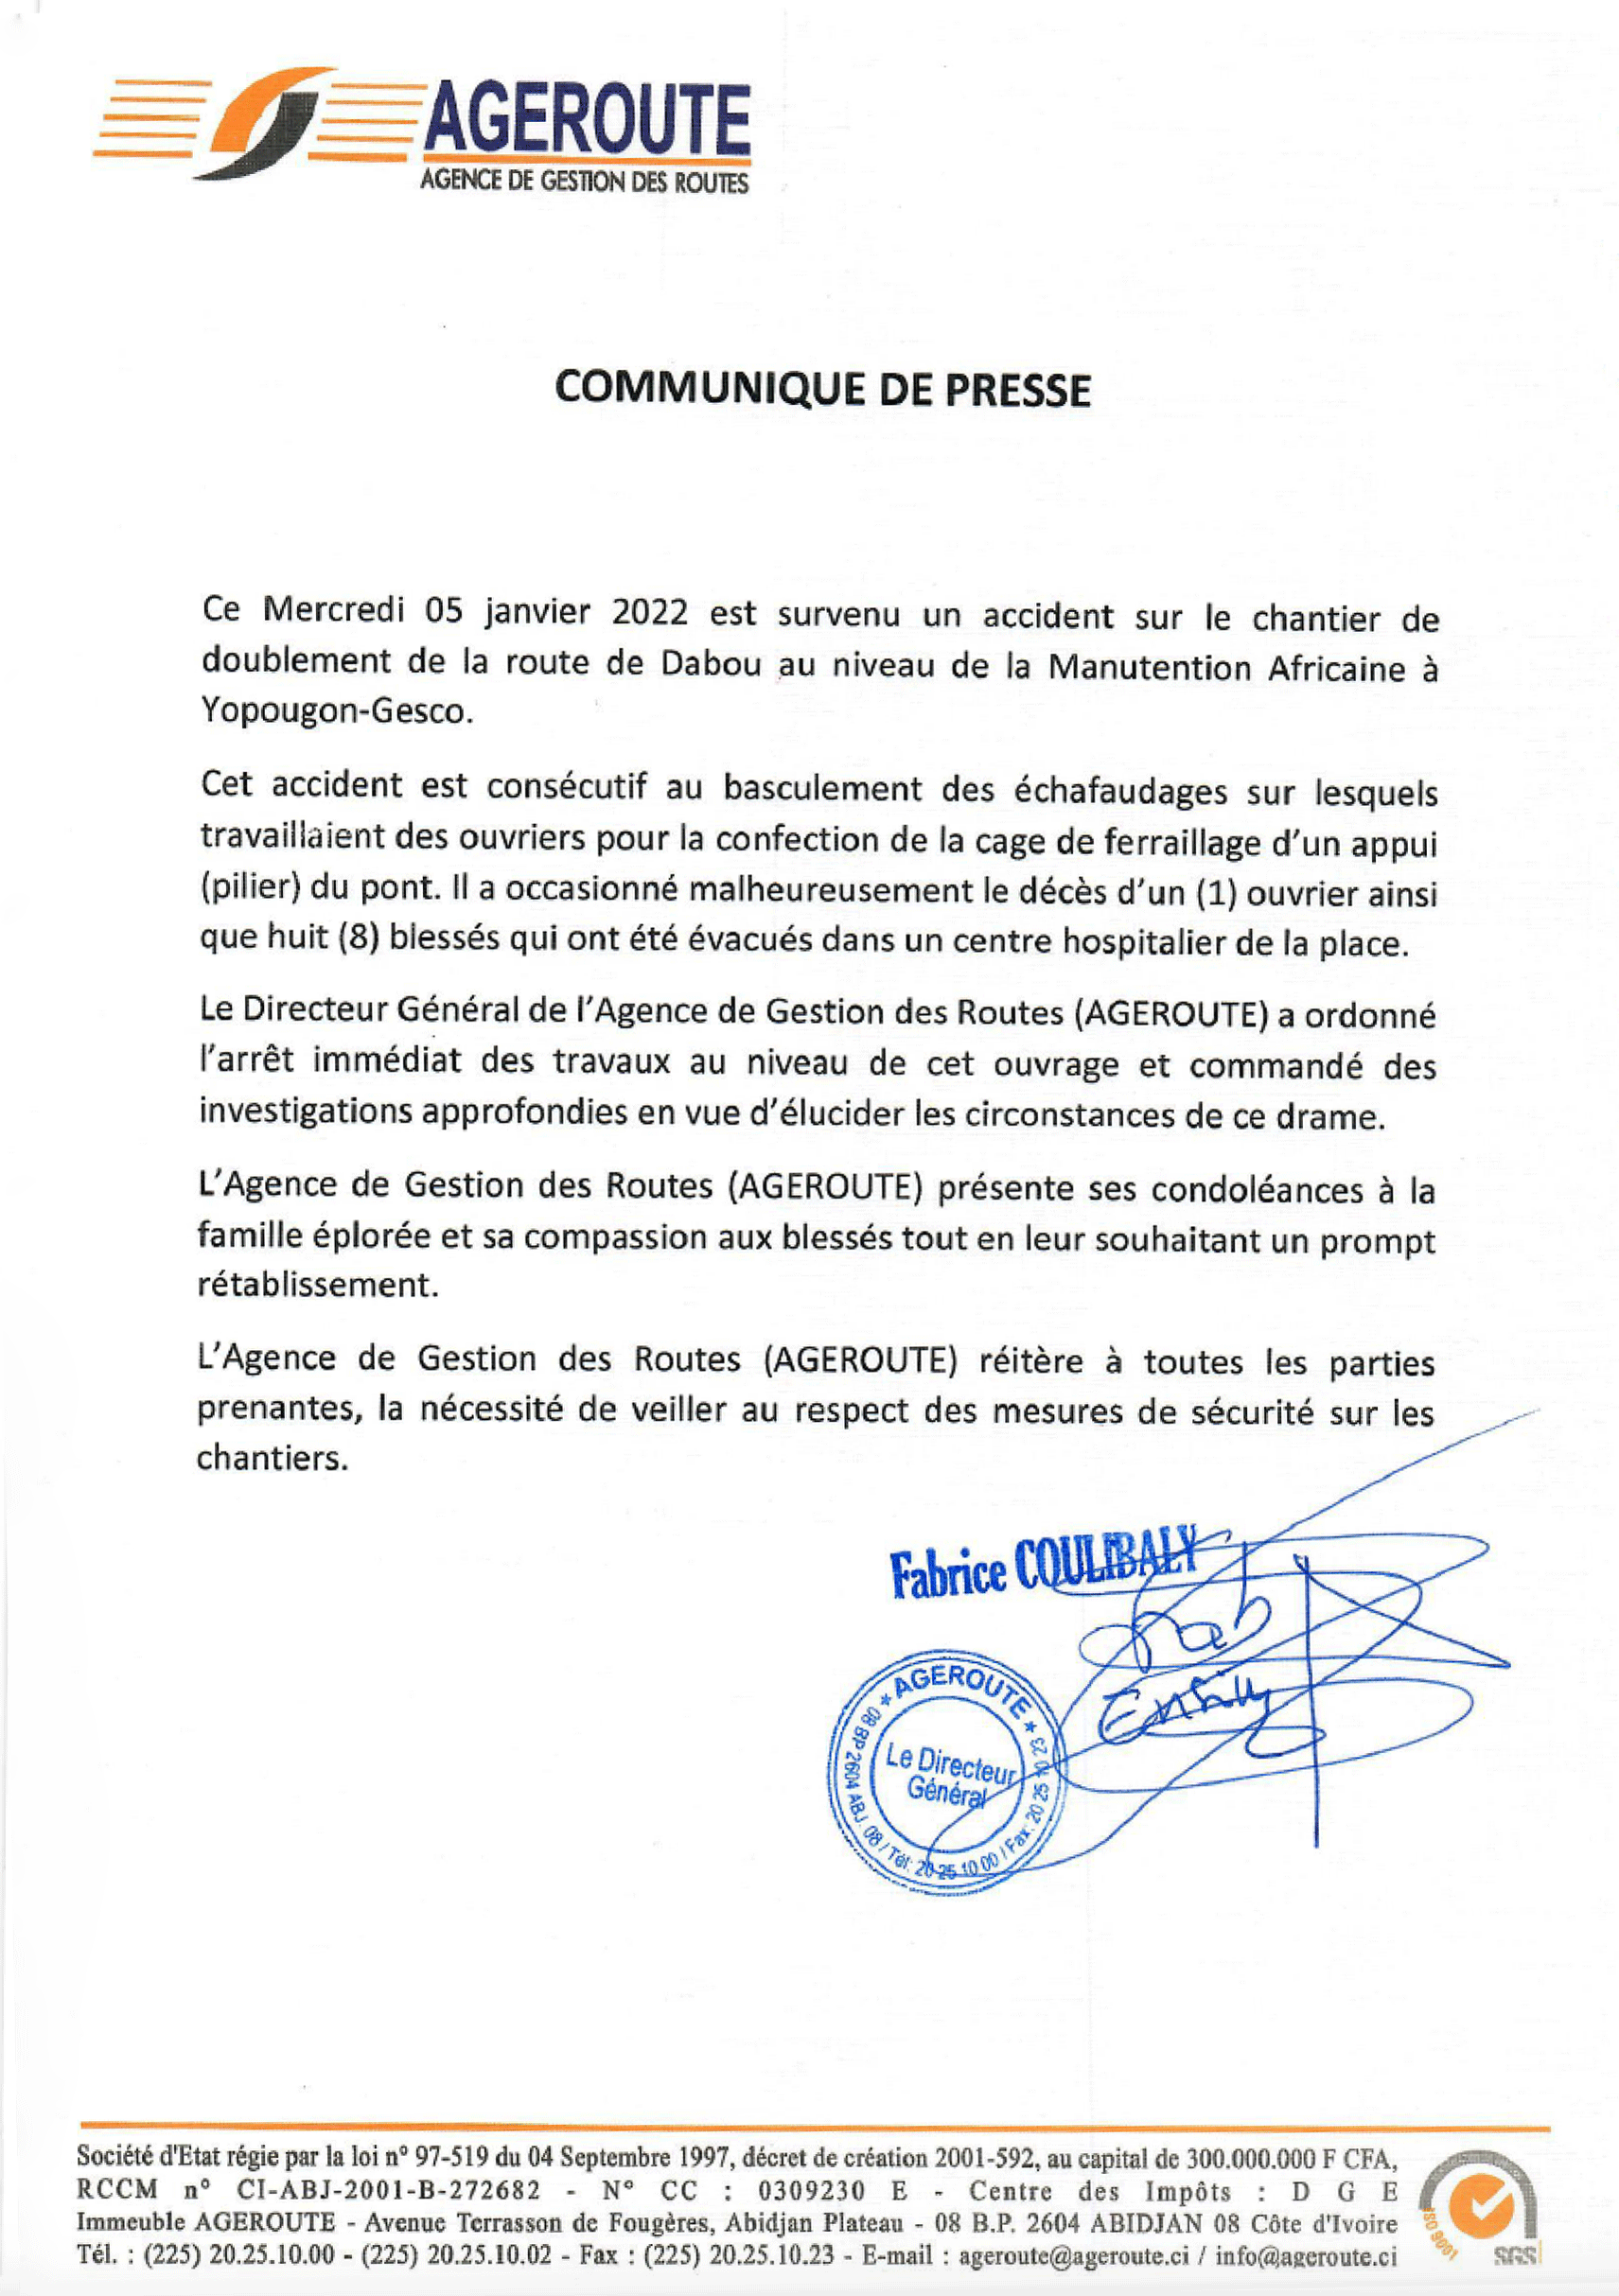 AGEROUTE
AGENCE DE GESTION DES ROUTES
COMMUNIQUE DE PRESSE
Ce Mercredi 05 janvier 2022 est survenu un accident sur le chantier de
doublement de la route de Dabou au niveau de la Manutention Africaine à
Yopougon-Gesco.
Cet accident est consécutif au basculement des échafaudages sur lesquels
travaillaient des ouvriers pour la confection de la cage de ferraillage d'un appui
(pilier) du pont. Il a occasionné malheureusement le décès d'un (1) ouvrier ainsi
que huit (8) blessés qui ont été évacués dans un centre hospitalier de la place.
Le Directeur Général de l'Agence de Gestion des Routes (AGEROUTE) a ordonné
l'arrêt immédiat des travaux au niveau de cet ouvrage et commandé des
investigations approfondies en vue d'élucider les circonstances de ce drame.
L'Agence de Gestion des Routes (AGEROUTE) présente ses condoléances à la
famille éplorée et sa compassion aux blessés tout en leur souhaitant un prompt
rétablissement.
L'Agence de Gestion des Routes (AGEROUTE) réitère à toutes les parties
prenantes, la nécessité de veiller au respect des mesures de sécurité sur les
chantiers.
Fabrice COULIBALY
★ AGEROUTE ★
Le Directeur
Général
08 BP 2604 ABJ. 08 / Tél: 20 25 10 00 / Fax: 20 25 10 23
Société d'Etat régie par la loi n° 97-519 du 04 Septembre 1997, décret de création 2001-592, au capital de 300.000.000 F CFA,
RCCM n° CI-ABJ-2001-B-272682 - N° CC : 0309230 E - Centre des Impôts : D G E
Immeuble AGEROUTE - Avenue Terrasson de Fougères, Abidjan Plateau - 08 B.P. 2604 ABIDJAN 08 Côte d'Ivoire
Tél. : (225) 20.25.10.00 - (225) 20.25.10.02 - Fax : (225) 20.25.10.23 - E-mail : ageroute@ageroute.ci / info@ageroute.ci
ISO 9001
SGS